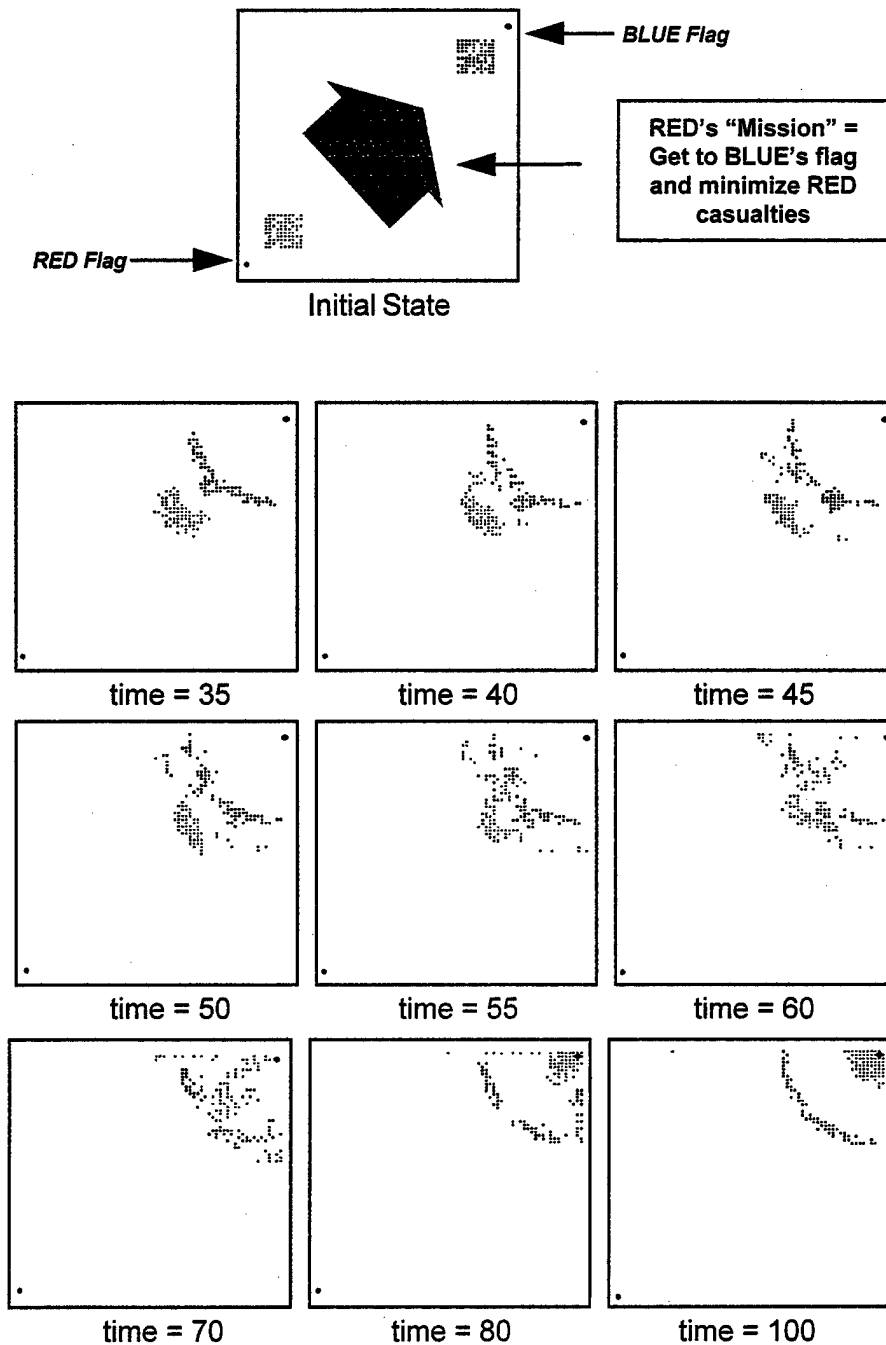 BLUE Flag
RED's “Mission” =
Get to BLUE's flag
and minimize RED
casualties
RED Flag
Initial State
time = 35
time = 40
time = 45
time = 50
time = 55
time = 60
time = 70
time = 80
time = 100